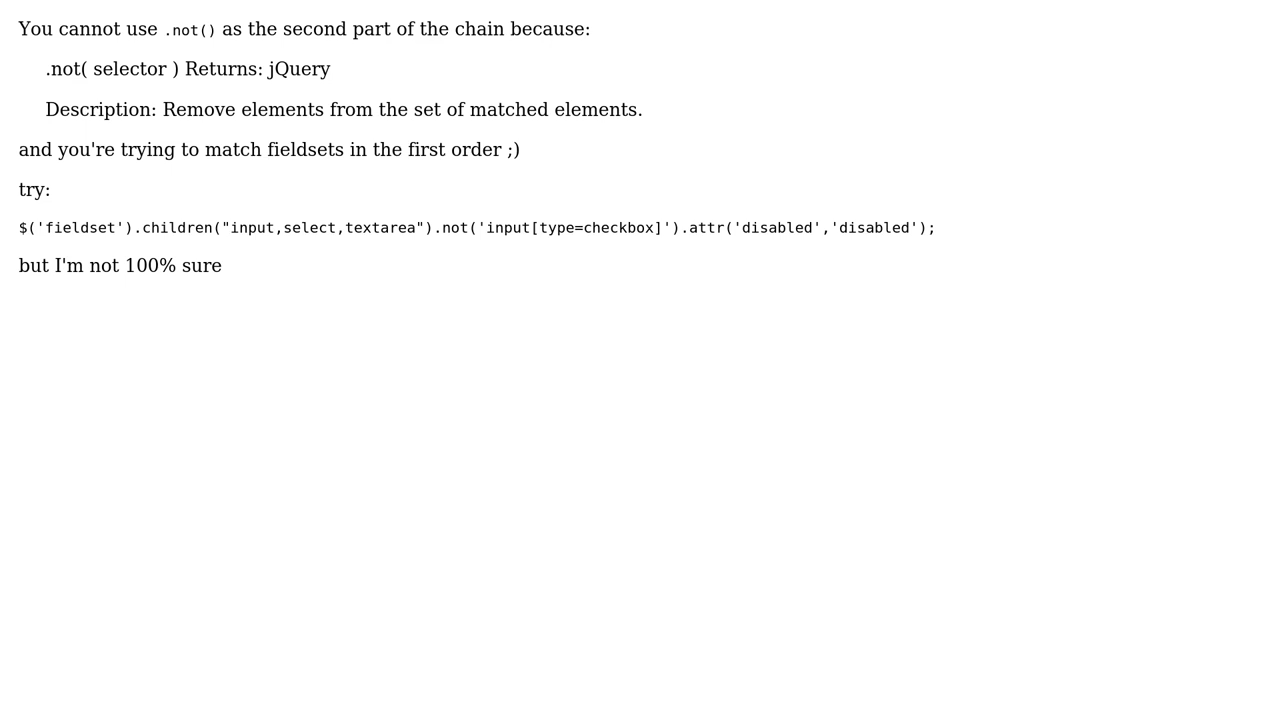 You cannot use .not() as the second part of the chain because:
.not( selector ) Returns: jQuery
Description: Remove elements from the set of matched elements.
and you're trying to match fieldsets in the first order ;)
try:
$('fieldset').children("input,select,textarea").not('input[type=checkbox]').attr('disabled','disabled');
but I'm not 100% sure